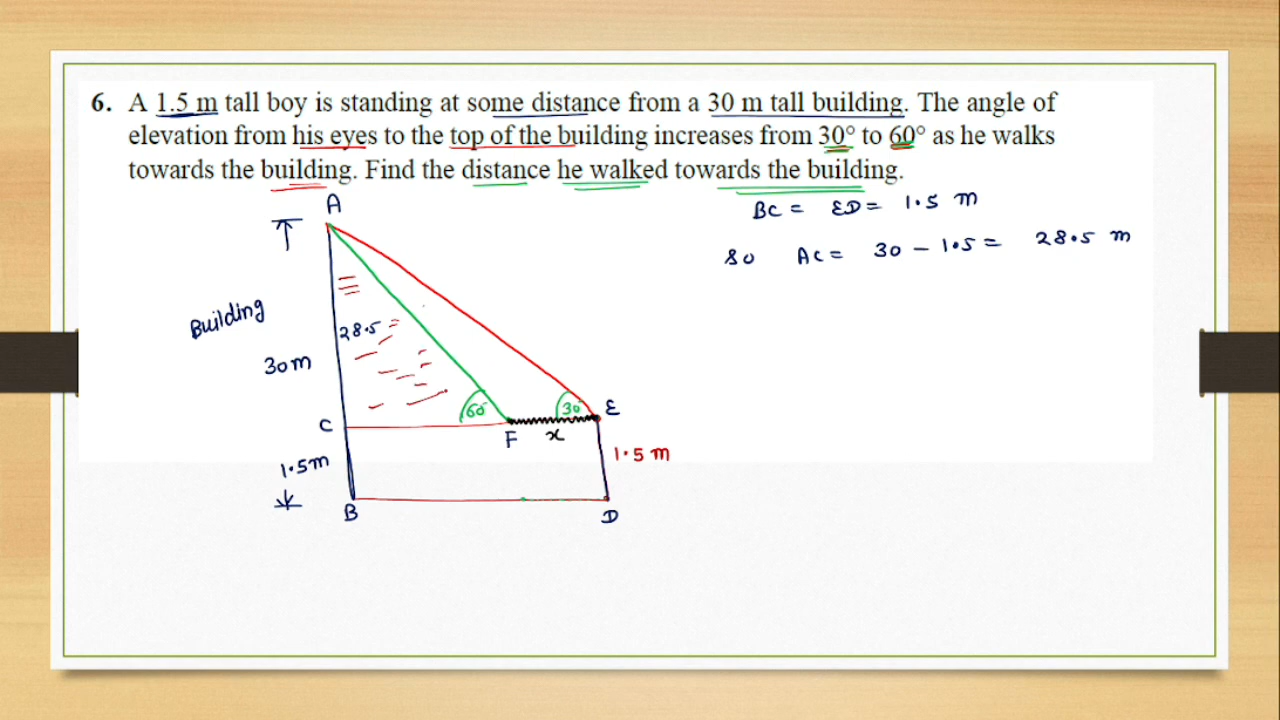 6. A 1.5 m tall boy is standing at some distance from a 30 m tall building. The angle of
elevation from his eyes to the top of the building increases from 30° to 60° as he walks
towards the building. Find the distance he walked towards the building.
BC = ED = 1.5 m
so AC = 30 - 1.5 = 28.5 m
A
Building
28.5
30m
60°
30
E
C
F
x
1.5 m
1.5m
B
D